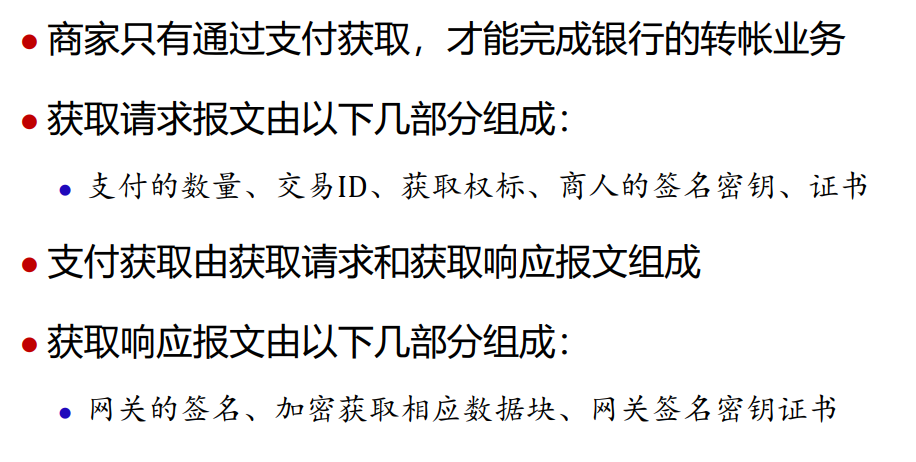 • 商家只有通过支付获取，才能完成银行的转帐业务
• 获取请求报文由以下几部分组成：
• 支付的数量、交易ID、获取权标、商人的签名密钥、证书
• 支付获取由获取请求和获取响应报文组成
• 获取响应报文由以下几部分组成：
• 网关的签名、加密获取相应数据块、网关签名密钥证书